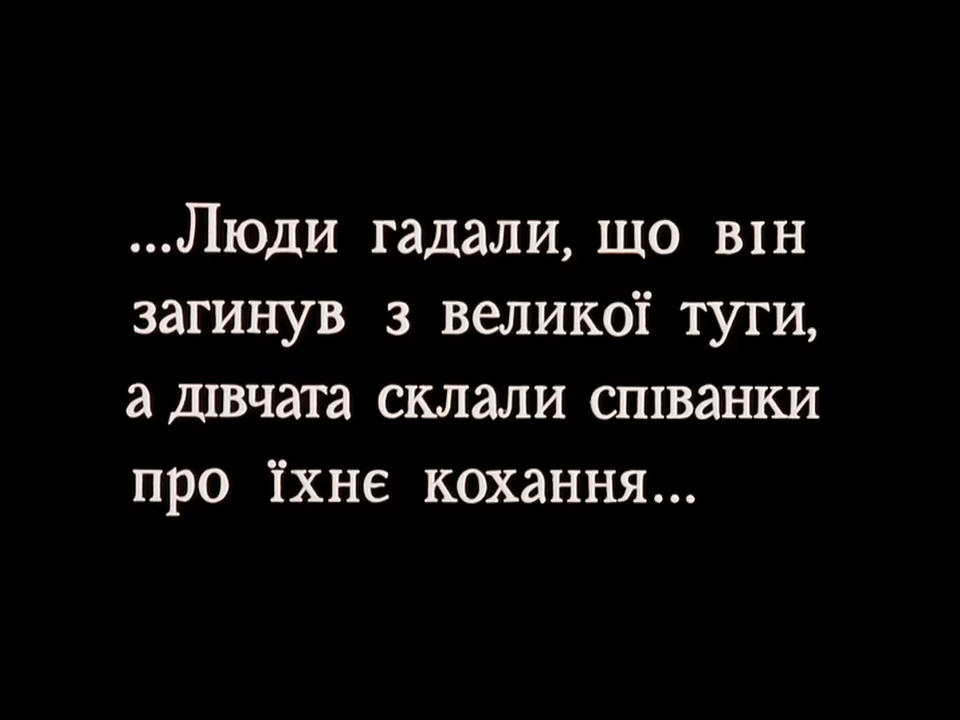 ...Люди гадали, що він
загинув з великої туги,
а дівчата склали співанки
про їхнє кохання...